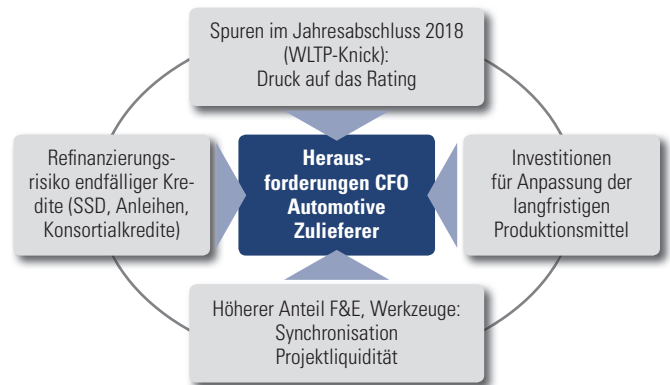 Spuren im Jahresabschluss 2018
(WLTP-Knick):
Druck auf das Rating
Refinanzierungs-
risiko endfälliger Kre-
dite (SSD, Anleihen,
Konsortialkredite)
Heraus-
forderungen CFO
Automotive
Zulieferer
Investitionen
für Anpassung der
langfristigen
Produktionsmittel
Höherer Anteil F&E, Werkzeuge:
Synchronisation
Projektliquidität